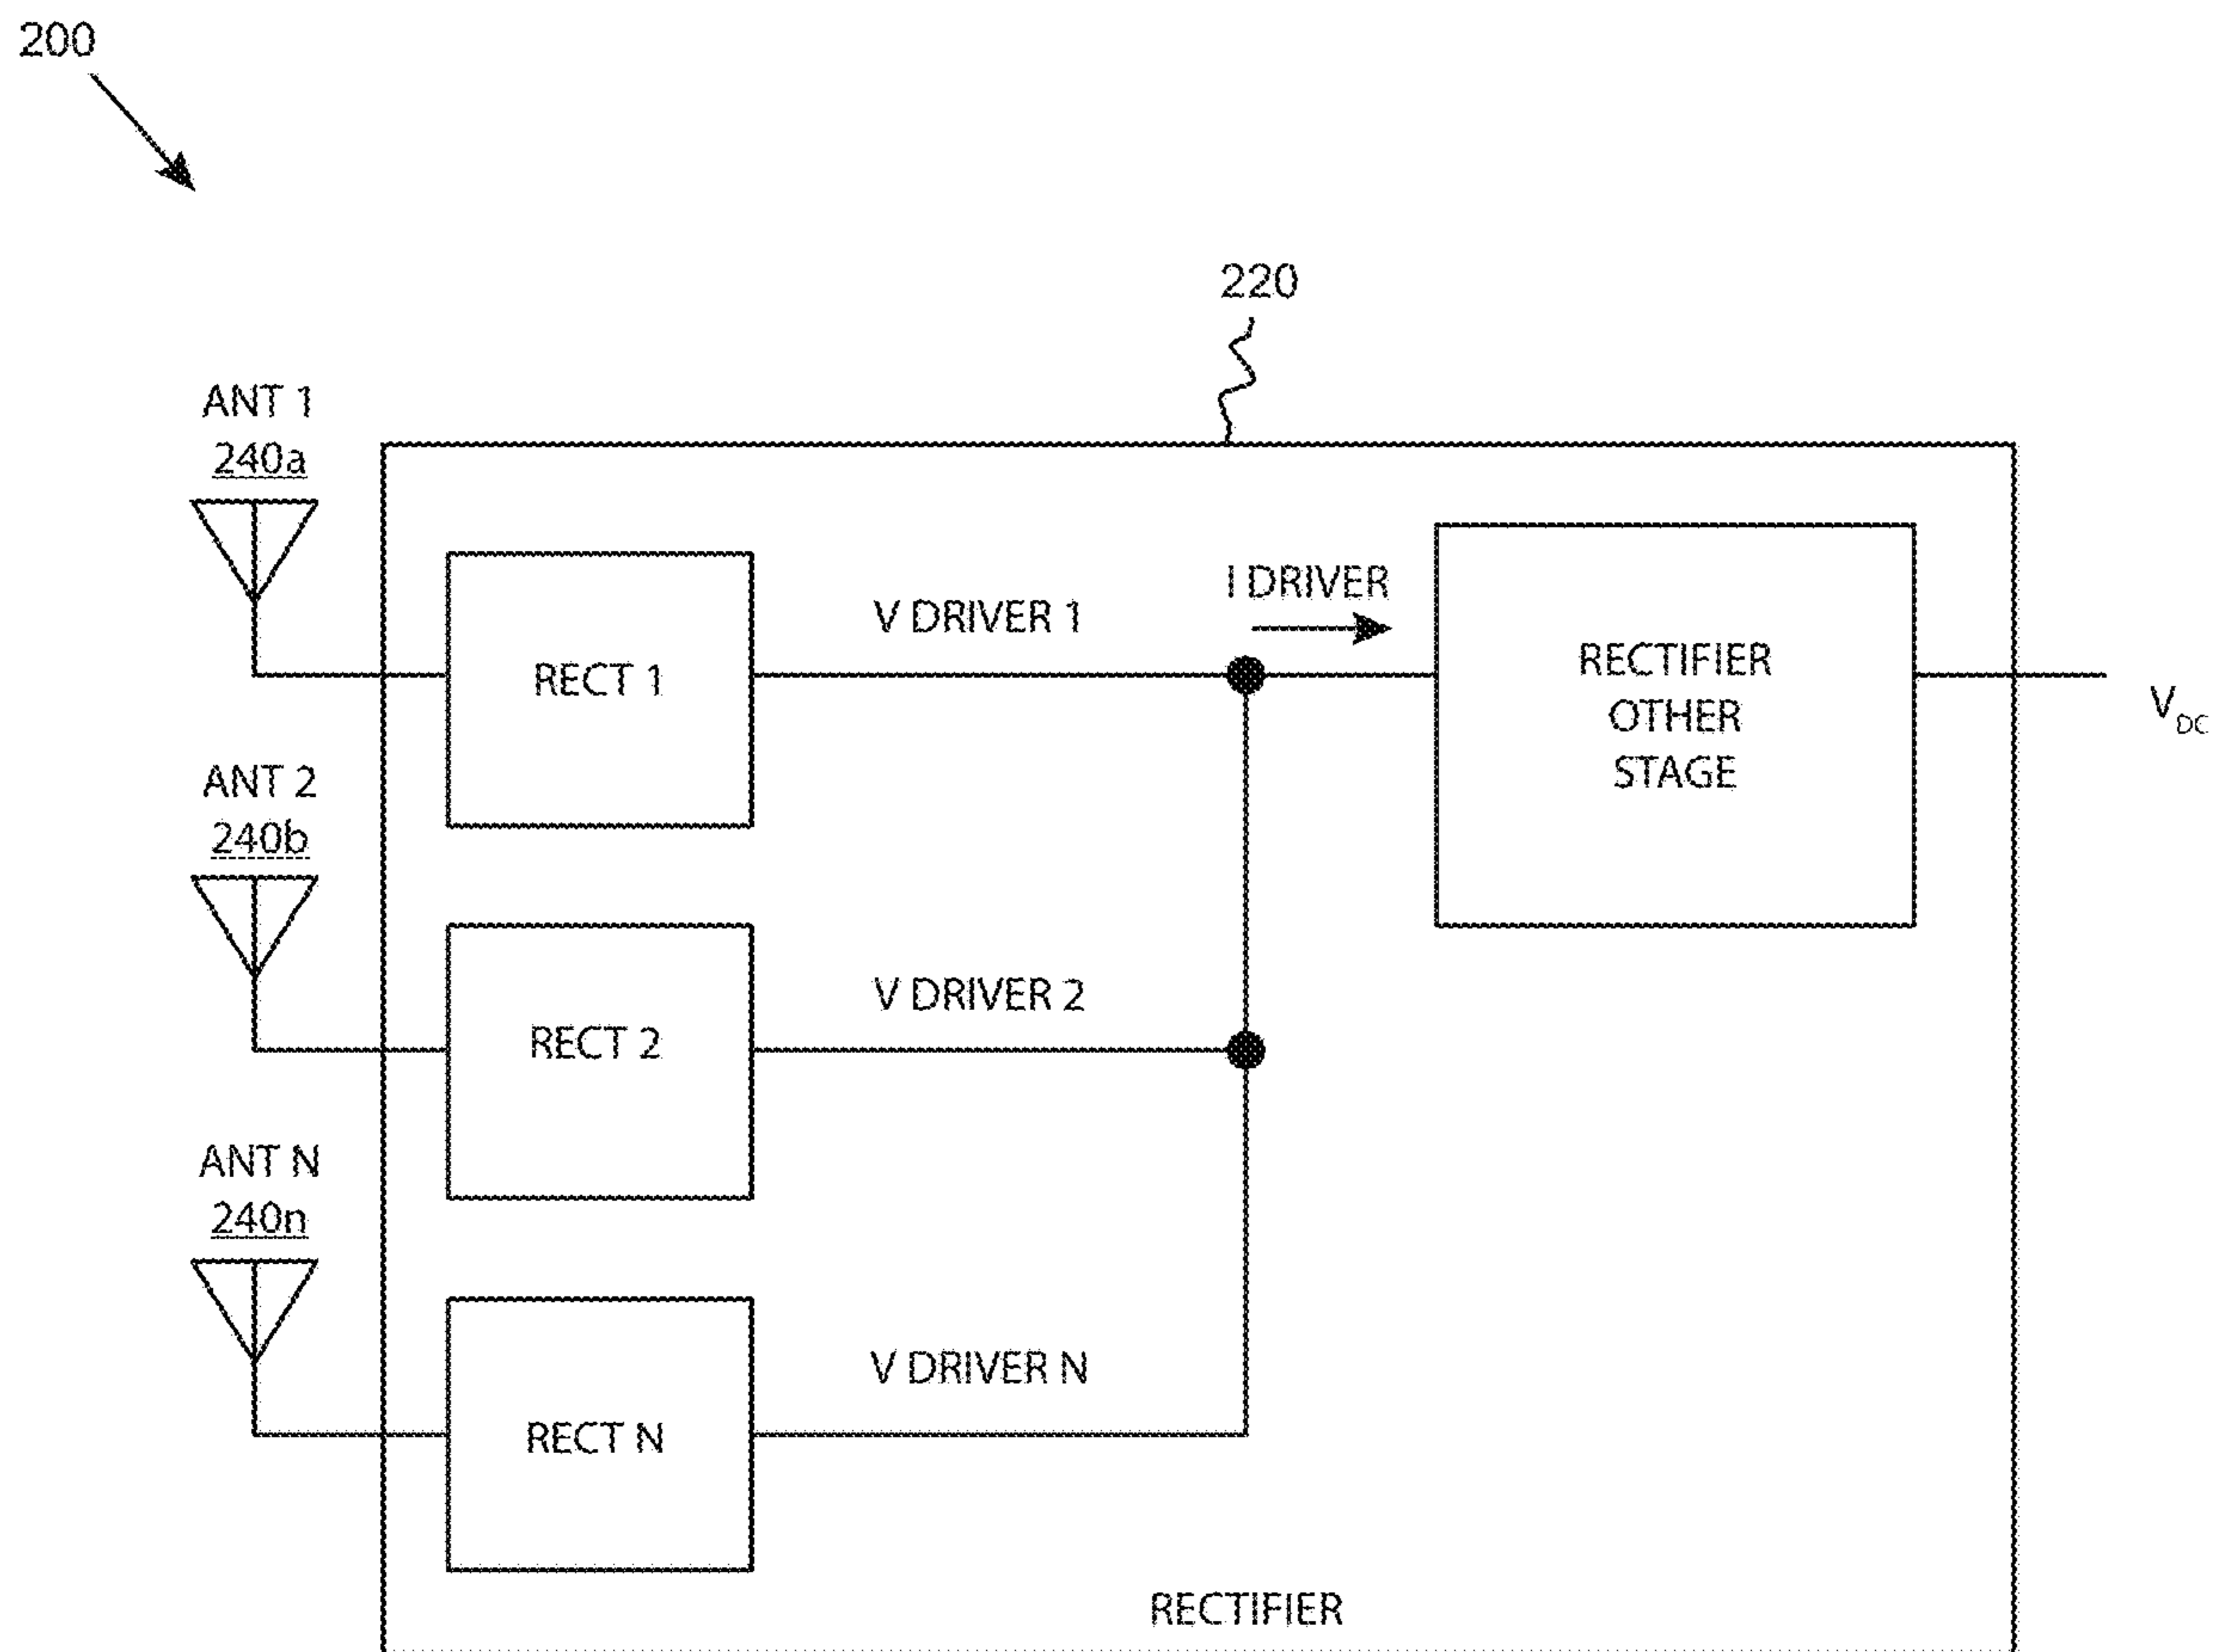 200
220
ANT 1
240a
RECT 1
V DRIVER 1
I DRIVER
RECTIFIER
OTHER
STAGE
VDC
ANT 2
240b
RECT 2
V DRIVER 2
ANT N
240n
RECT N
V DRIVER N
RECTIFIER